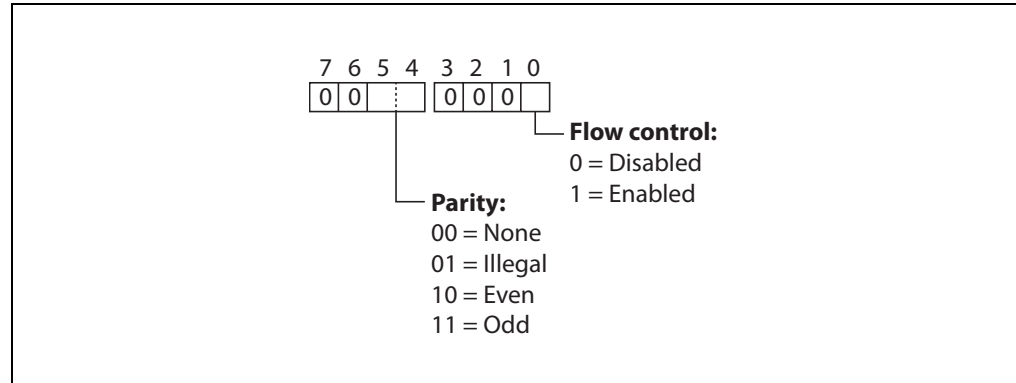 7 6 5 4 3 2 1 0
0 0 0 0 0
Flow control:
0 = Disabled
1 = Enabled
Parity:
00 = None
01 = Illegal
10 = Even
11 = Odd